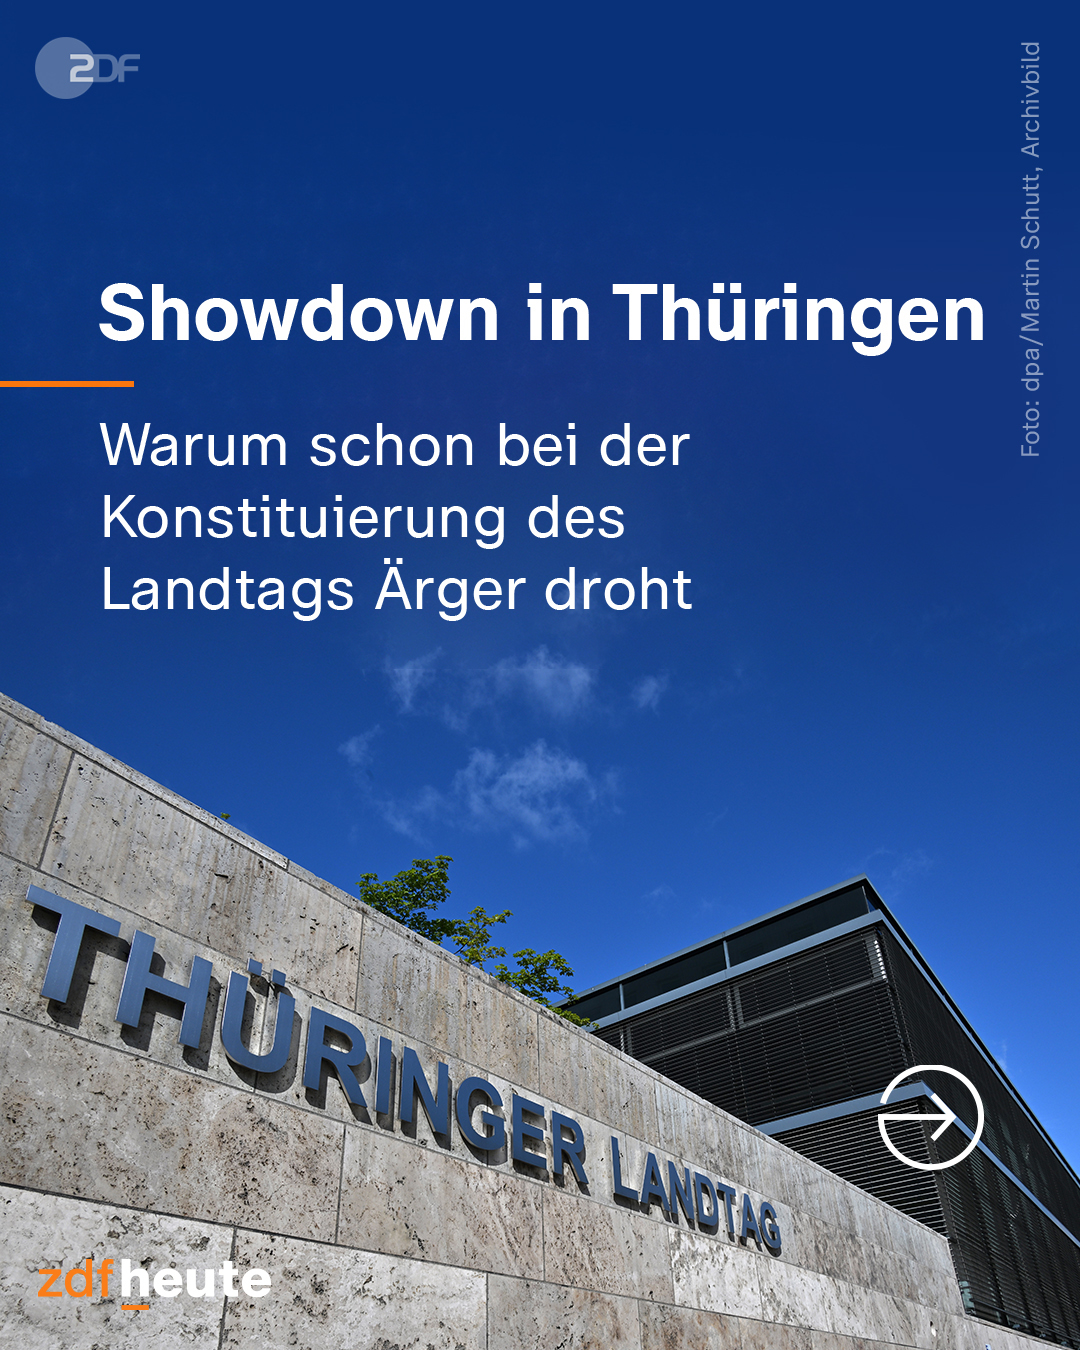 ZDF
Foto: dpa/Martin Schutt, Archivbild
Showdown in Thüringen
Warum schon bei der
Konstituierung des
Landtags Ärger droht
THÜRINGER LANDTAG
zdfheute